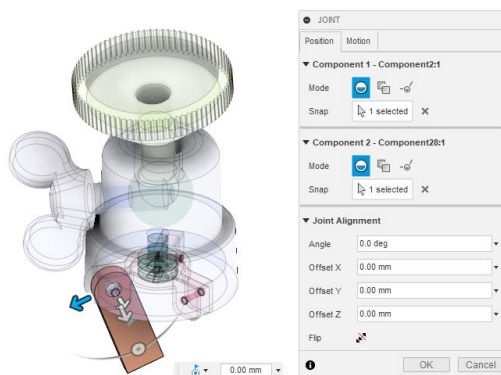 JOINT
Position Motion
Component 1 - Component2:1
Mode
Snap 1 selected
Component 2 - Component28:1
Mode
Snap 1 selected
Joint Alignment
Angle 0.0 deg
Offset X 0.00 mm
Offset Y 0.00 mm
Offset Z 0.00 mm
Flip
OK Cancel
0.00 mm